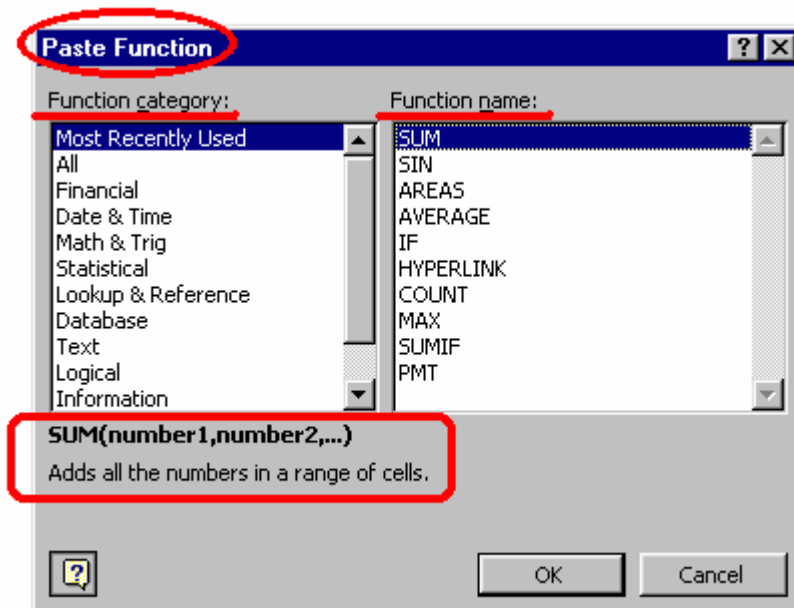 Paste Function
Function category:
Function name:
Most Recently Used
All
Financial
Date & Time
Math & Trig
Statistical
Lookup & Reference
Database
Text
Logical
Information
SUM
SIN
AREAS
AVERAGE
IF
HYPERLINK
COUNT
MAX
SUMIF
PMT
SUM(number1,number2,...)
Adds all the numbers in a range of cells.
OK
Cancel